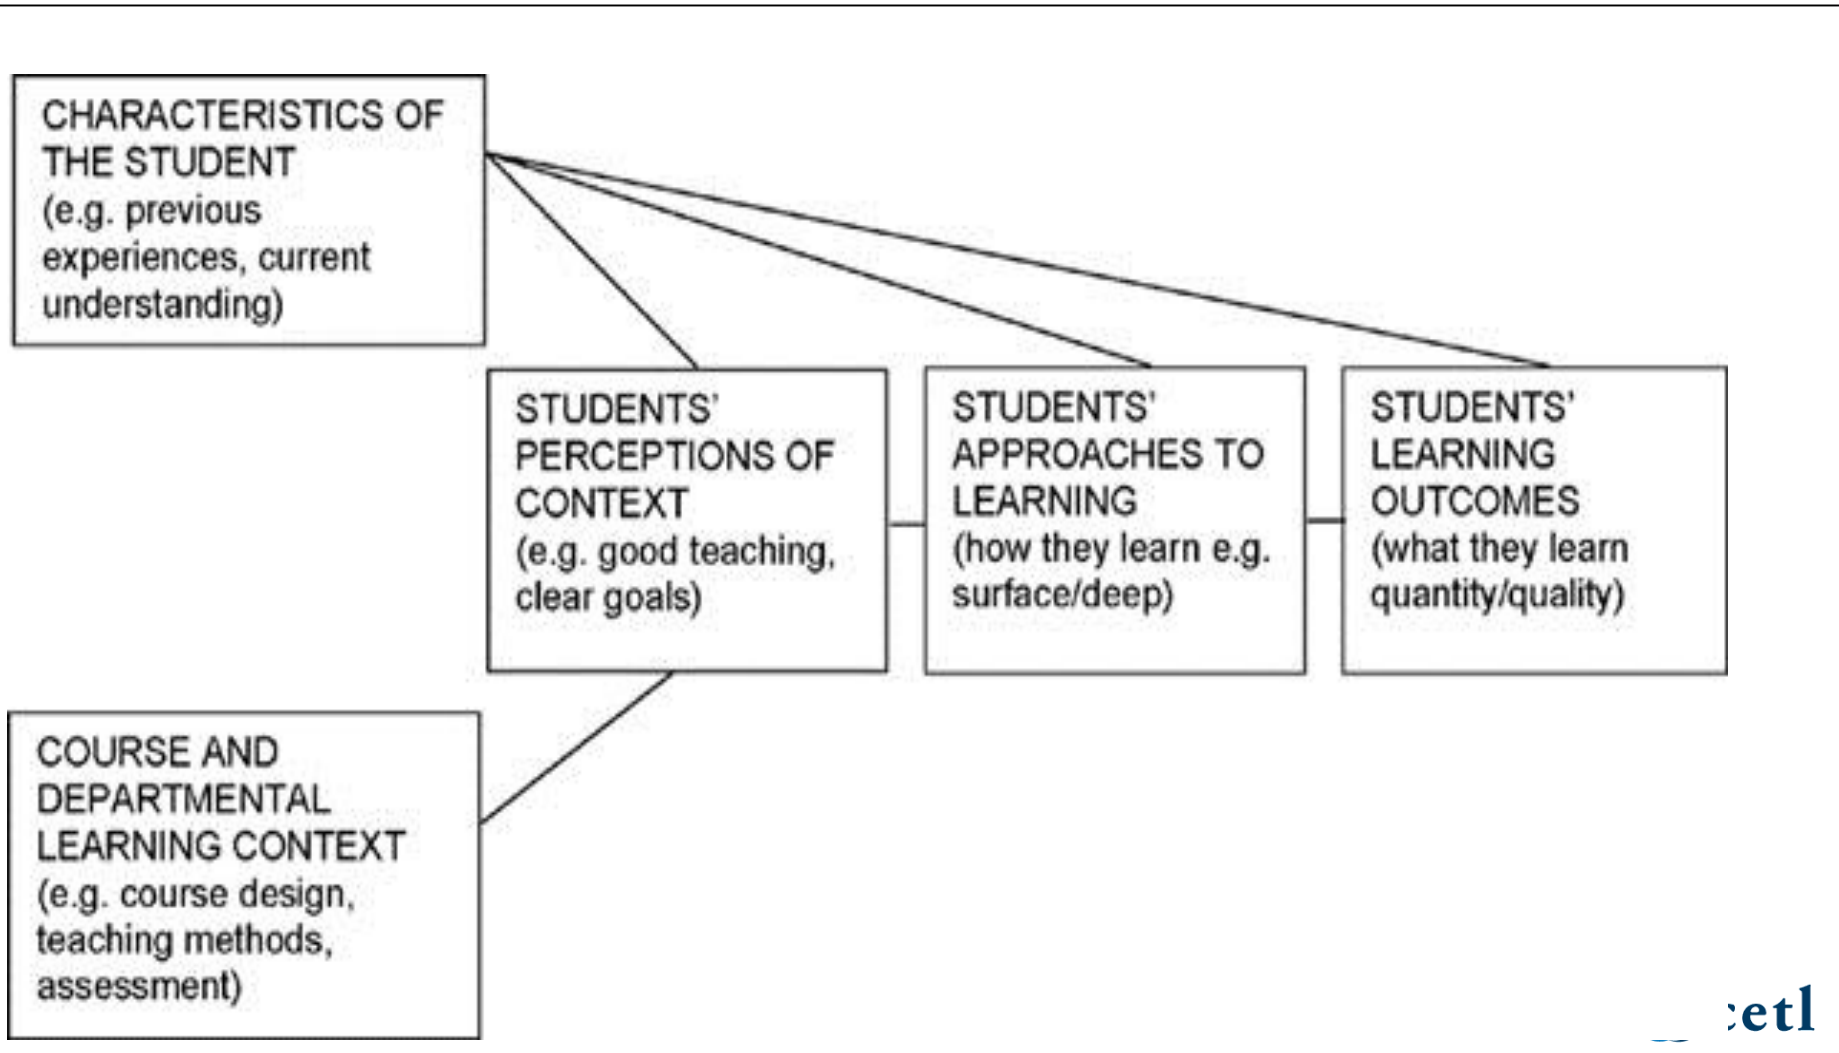 CHARACTERISTICS OF
THE STUDENT
(e.g. previous
experiences, current
understanding)
STUDENTS’
PERCEPTIONS OF
CONTEXT
(e.g. good teaching,
clear goals)
STUDENTS’
APPROACHES TO
LEARNING
(how they learn e.g.
surface/deep)
STUDENTS’
LEARNING
OUTCOMES
(what they learn
quantity/quality)
COURSE AND
DEPARTMENTAL
LEARNING CONTEXT
(e.g. course design,
teaching methods,
assessment)
cetl